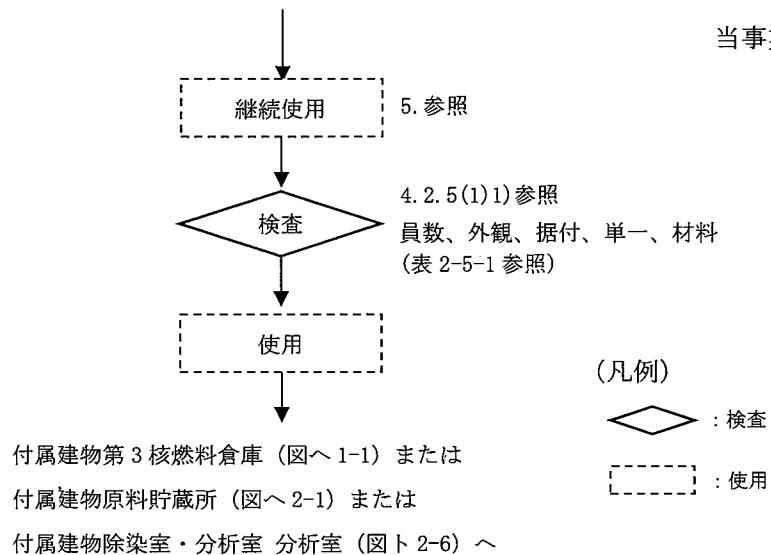 当事
継続使用
5.参照
検査
4.2.5(1)1)参照
員数、外観、据付、単一、材料
(表 2-5-1 参照)
使用
(凡例)
：検査
：使用
付属建物第 3 核燃料倉庫（図ヘ 1-1）または
付属建物原料貯蔵所（図ヘ 2-1）または
付属建物除染室・分析室 分析室（図ト 2-6）へ